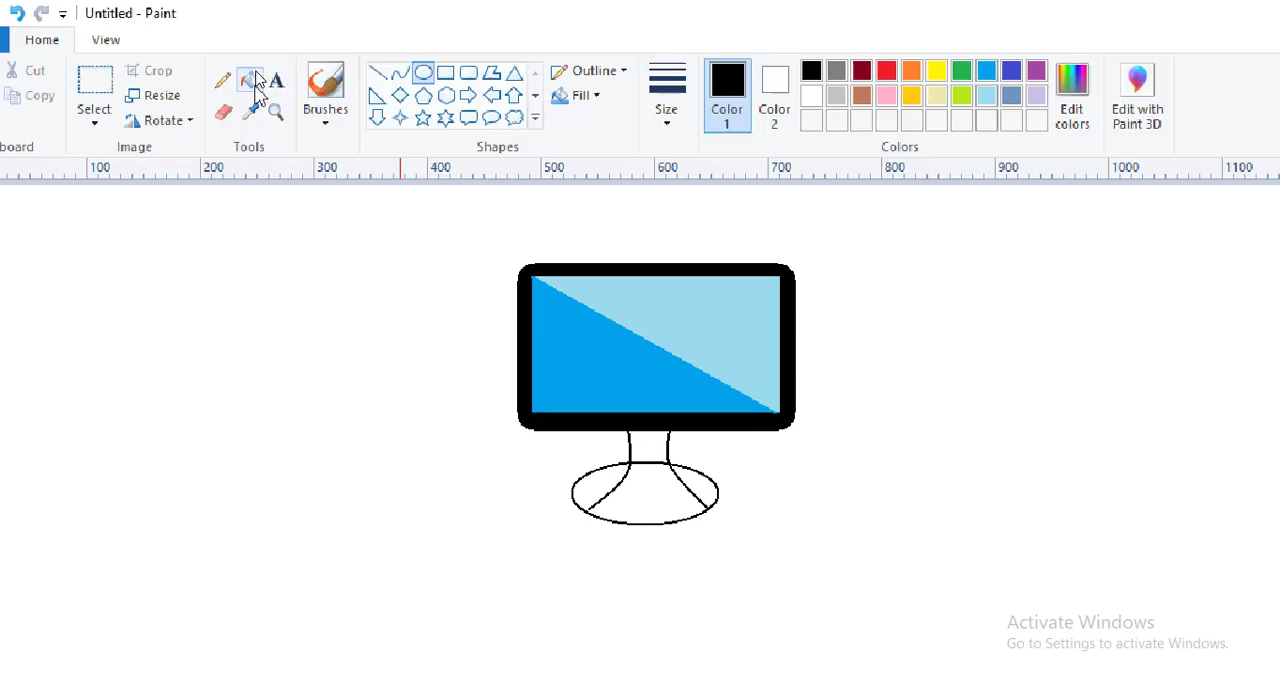 Untitled - Paint
Home View
Cut
Copy
board
Select
Crop
Resize
Rotate
Image
A
Tools
Brushes
Shapes
Outline
Fill
Size
Color 1
Color 2
Colors
Edit colors
Edit with Paint 3D
100 200 300 400 500 600 700 800 900 1000 1100
Activate Windows
Go to Settings to activate Windows.